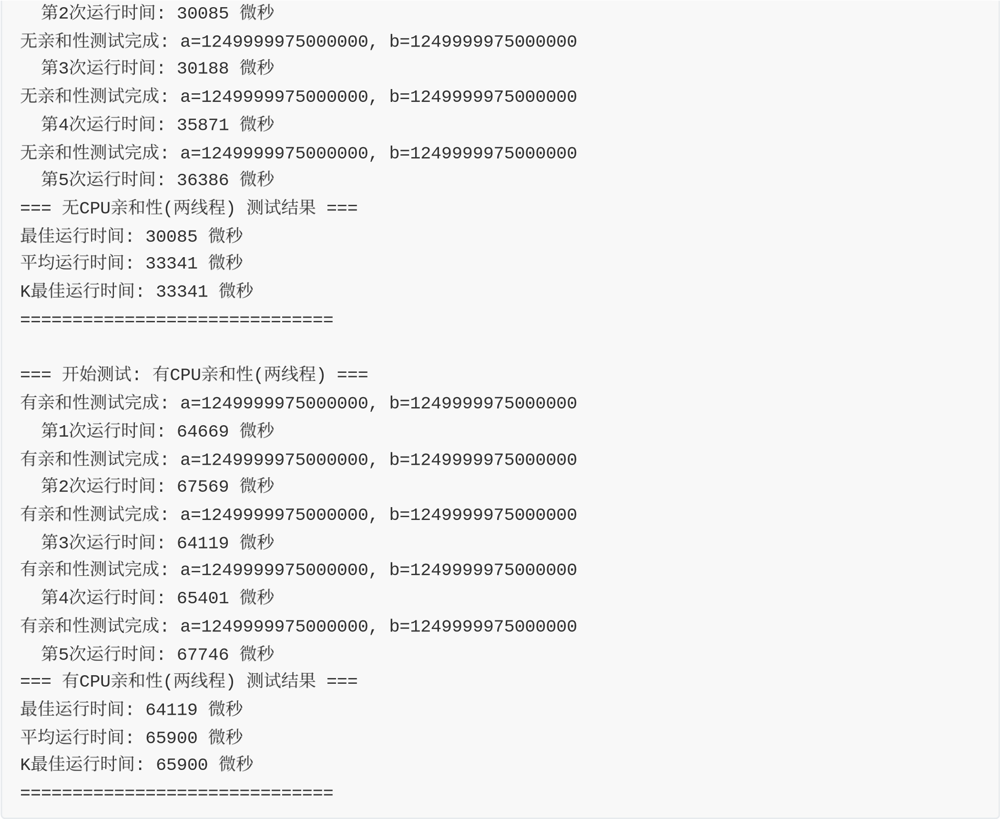 第2次运行时间: 30085 微秒
无亲和性测试完成: a=1249999975000000, b=1249999975000000
第3次运行时间: 30188 微秒
无亲和性测试完成: a=1249999975000000, b=1249999975000000
第4次运行时间: 35871 微秒
无亲和性测试完成: a=1249999975000000, b=1249999975000000
第5次运行时间: 36386 微秒
=== 无CPU亲和性(两线程) 测试结果 ===
最佳运行时间: 30085 微秒
平均运行时间: 33341 微秒
K最佳运行时间: 33341 微秒
==============================
=== 开始测试: 有CPU亲和性(两线程) ===
有亲和性测试完成: a=1249999975000000, b=1249999975000000
第1次运行时间: 64669 微秒
有亲和性测试完成: a=1249999975000000, b=1249999975000000
第2次运行时间: 67569 微秒
有亲和性测试完成: a=1249999975000000, b=1249999975000000
第3次运行时间: 64119 微秒
有亲和性测试完成: a=1249999975000000, b=1249999975000000
第4次运行时间: 65401 微秒
有亲和性测试完成: a=1249999975000000, b=1249999975000000
第5次运行时间: 67746 微秒
=== 有CPU亲和性(两线程) 测试结果 ===
最佳运行时间: 64119 微秒
平均运行时间: 65900 微秒
K最佳运行时间: 65900 微秒
==============================